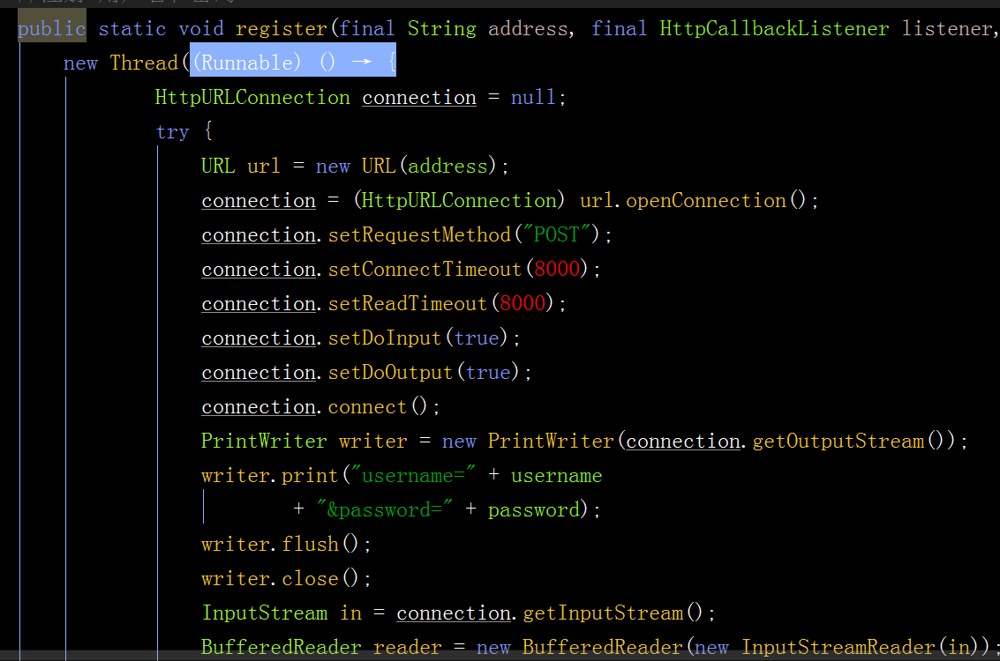 public static void register(final String address, final HttpCallbackListener listener,
new Thread((Runnable) () → {
HttpURLConnection connection = null;
try {
URL url = new URL(address);
connection = (HttpURLConnection) url.openConnection();
connection.setRequestMethod("POST");
connection.setConnectTimeout(8000);
connection.setReadTimeout(8000);
connection.setDoInput(true);
connection.setDoOutput(true);
connection.connect();
PrintWriter writer = new PrintWriter(connection.getOutputStream());
writer.print("username=" + username
+ "&password=" + password);
writer.flush();
writer.close();
InputStream in = connection.getInputStream();
BufferedReader reader = new BufferedReader(new InputStreamReader(in));